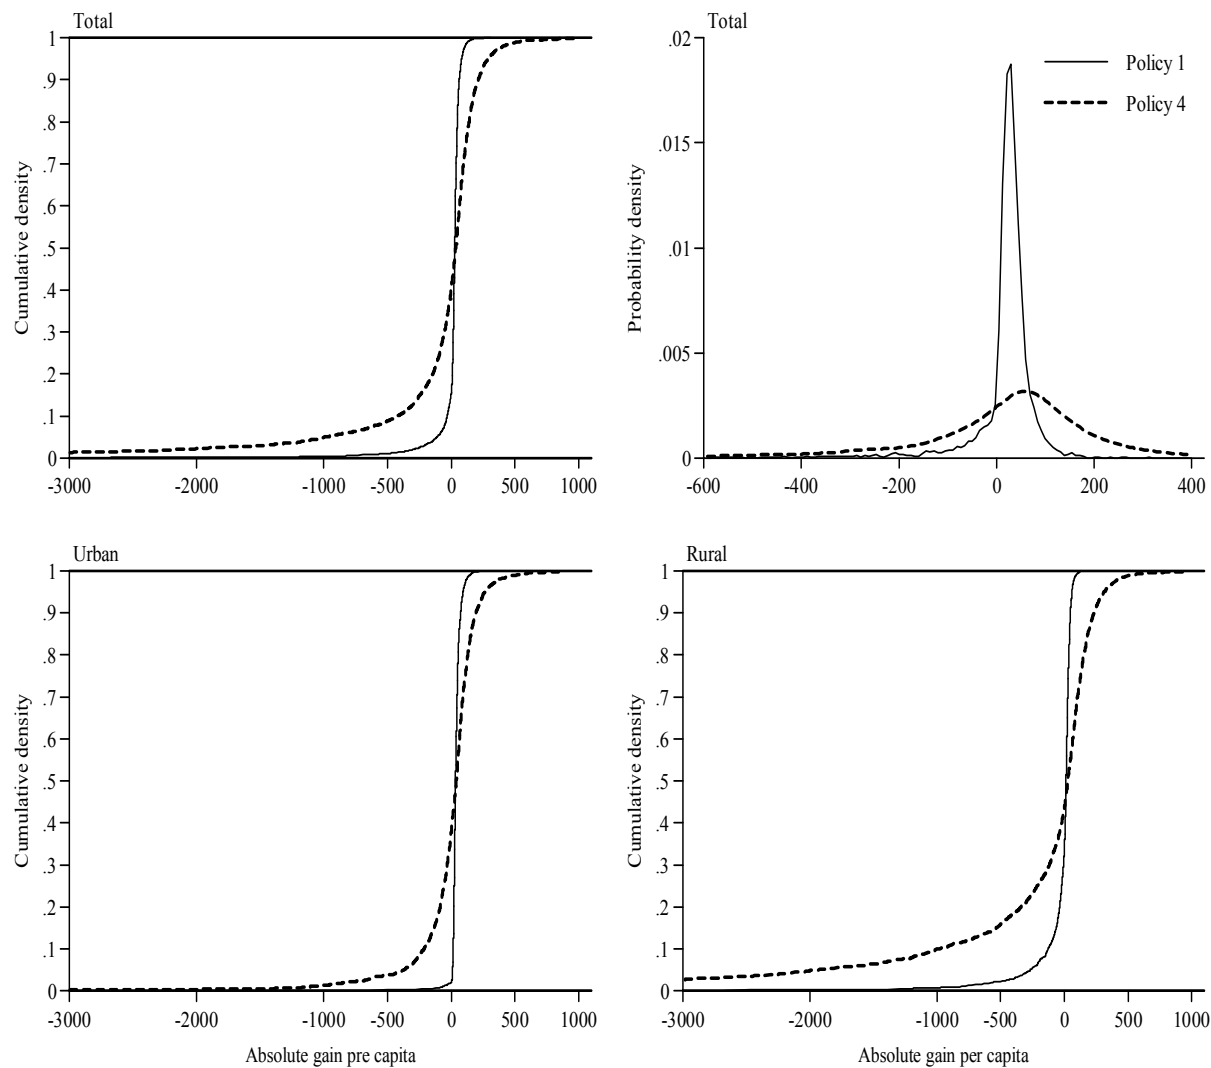 Total
Cumulative density
1
.9
.8
.7
.6
.5
.4
.3
.2
.1
0
-3000 -2000 -1000 -500 0 500 1000
Total
Probability density
.02
.015
.01
.005
0
-600 -400 -200 0 200 400
Policy 1
Policy 4
Urban
Cumulative density
1
.9
.8
.7
.6
.5
.4
.3
.2
.1
0
-3000 -2000 -1000 -500 0 500 1000
Absolute gain pre capita
Rural
Cumulative density
1
.9
.8
.7
.6
.5
.4
.3
.2
.1
0
-3000 -2000 -1000 -500 0 500 1000
Absolute gain per capita